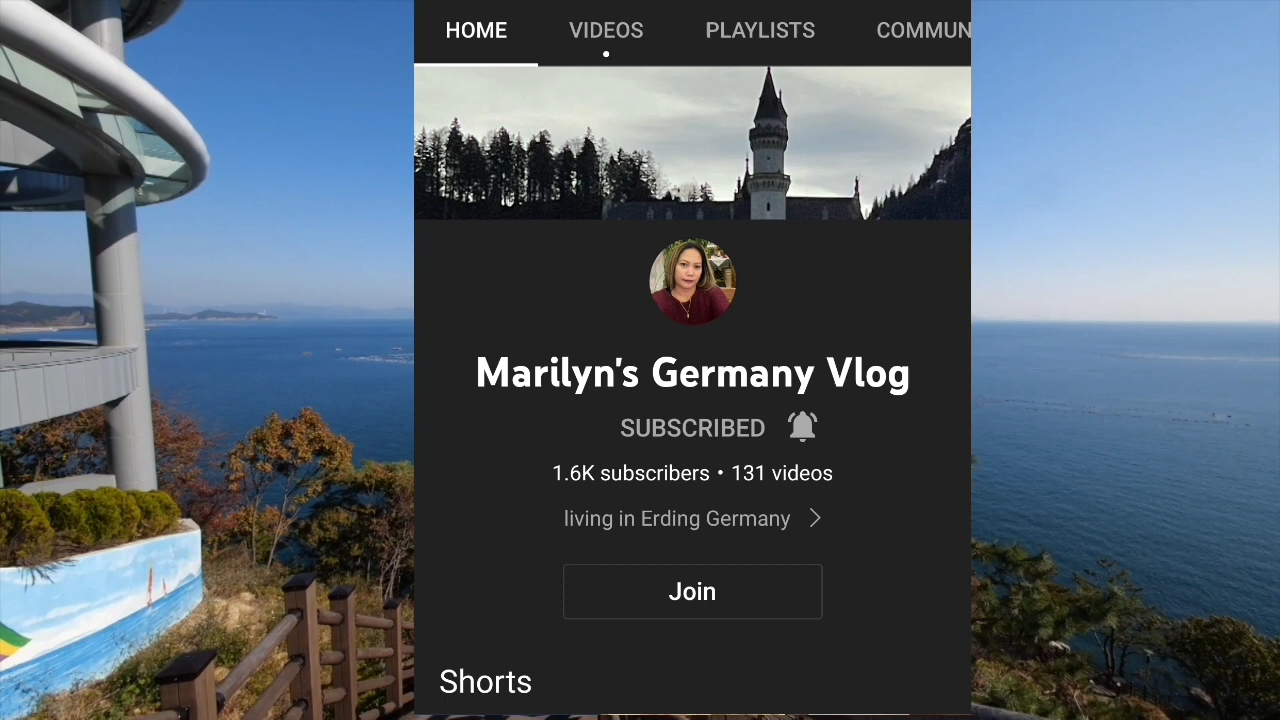 HOME VIDEOS PLAYLISTS COMMUN
Marilyn's Germany Vlog
SUBSCRIBED
1.6K subscribers • 131 videos
living in Erding Germany
Join
Shorts